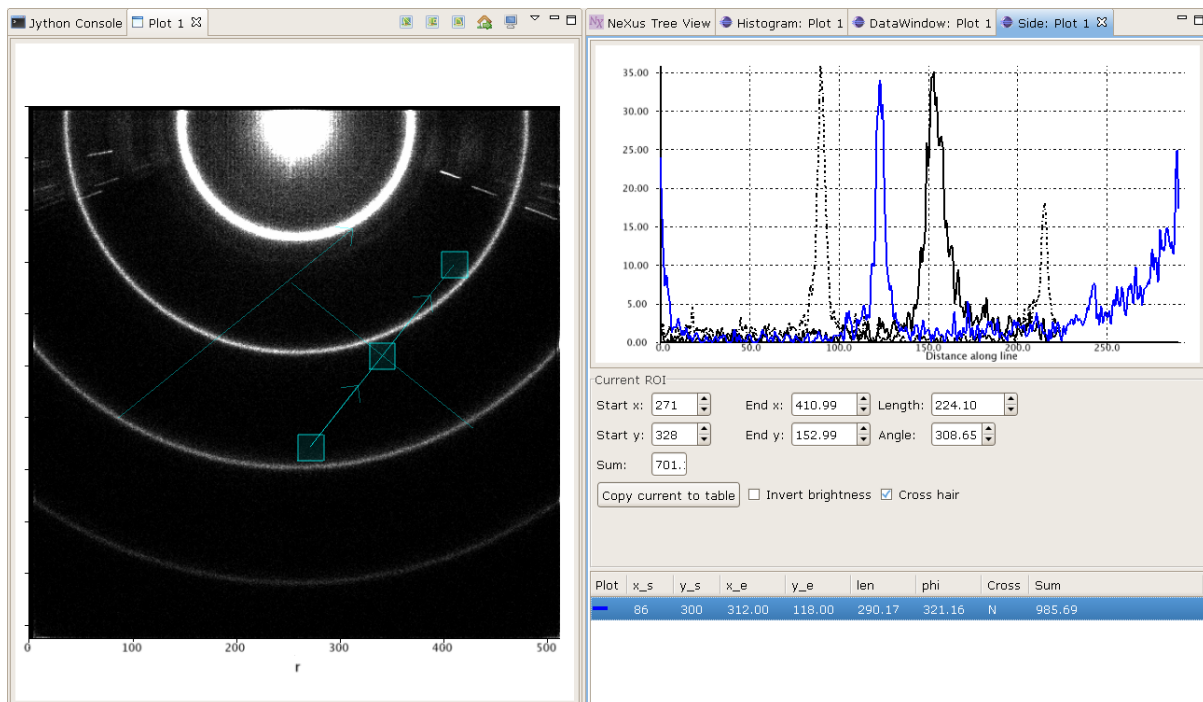 Jython Console
Plot 1
NeXus Tree View
Histogram: Plot 1
DataWindow: Plot 1
Side: Plot 1
0
100
200
300
400
500
r
35.00
30.00
25.00
20.00
15.00
10.00
5.00
0.00
0.0
50.0
100.0
150.0
200.0
250.0
Distance along line
Current ROI
Start x: 271 End x: 410.99 Length: 224.10
Start y: 328 End y: 152.99 Angle: 308.65
Sum: 701.
Copy current to table Invert brightness Cross hair
Plot x_s y_s x_e y_e len phi Cross Sum
86 300 312.00 118.00 290.17 321.16 N 985.69